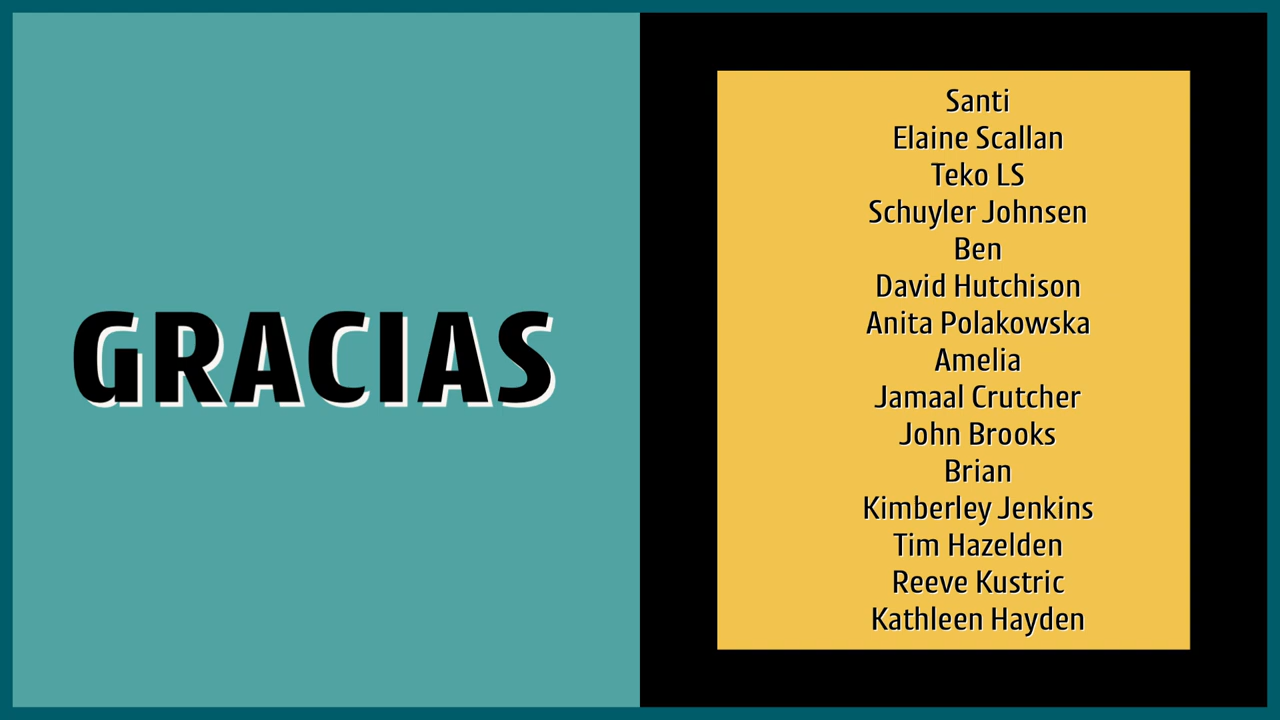 GRACIAS
Santi
Elaine Scallan
Teko LS
Schuyler Johnsen
Ben
David Hutchison
Anita Polakowska
Amelia
Jamaal Crutcher
John Brooks
Brian
Kimberley Jenkins
Tim Hazelden
Reeve Kustric
Kathleen Hayden